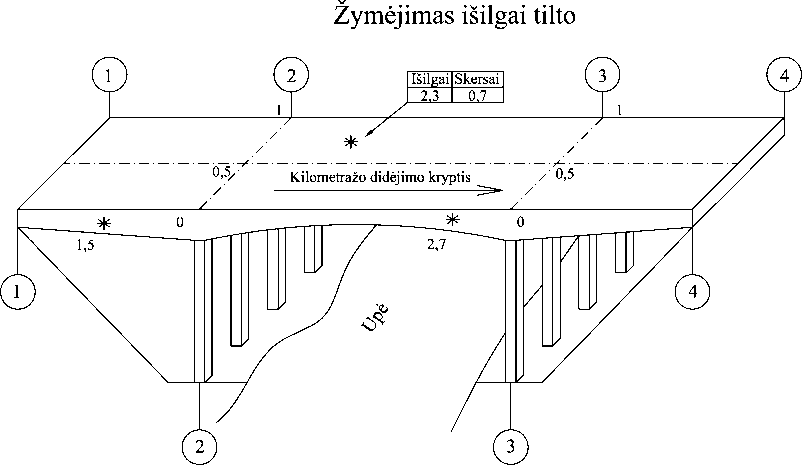 Žymėjimas išilgai tilto
1 2 3 4
Išilgai Skersai
2,3 0,7
1 1
0,5 0,5
Kilometražo didėjimo kryptis
0 0
1,5 2,7
1 4
Upė
2 3